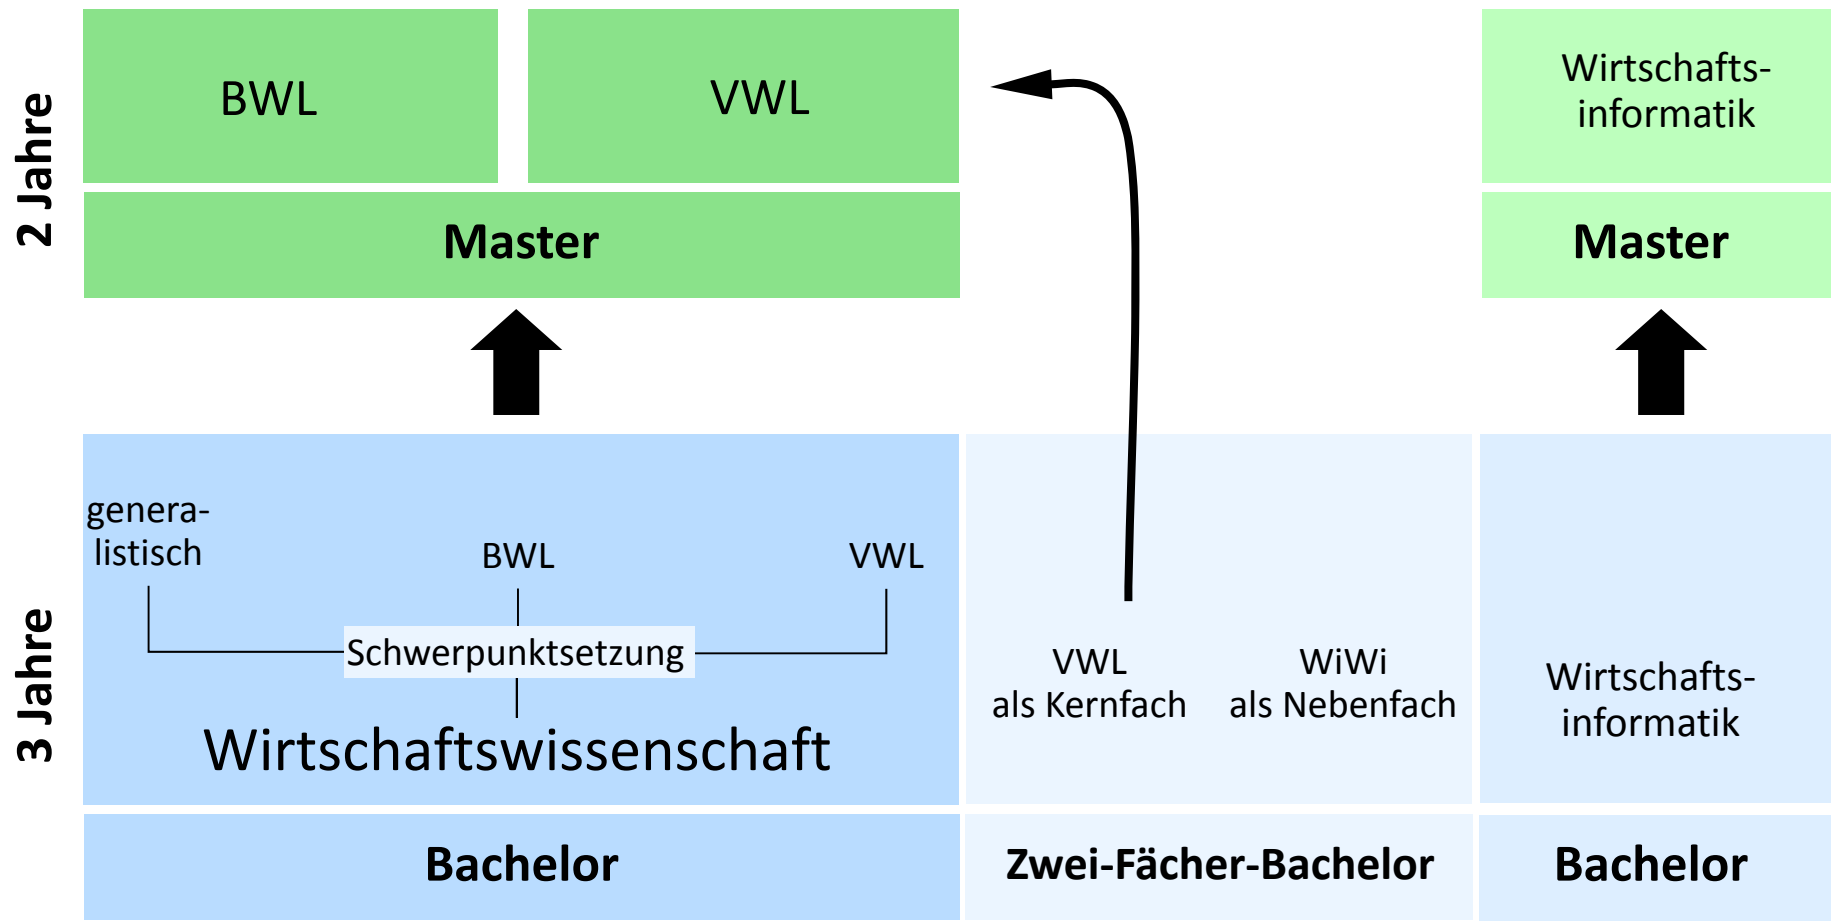 2 Jahre
BWL
VWL
Wirtschafts-
informatik
Master
Master
3 Jahre
genera-
listisch
BWL
VWL
Schwerpunktsetzung
Wirtschaftswissenschaft
VWL
als Kernfach
WiWi
als Nebenfach
Wirtschafts-
informatik
Bachelor
Zwei-Fächer-Bachelor
Bachelor